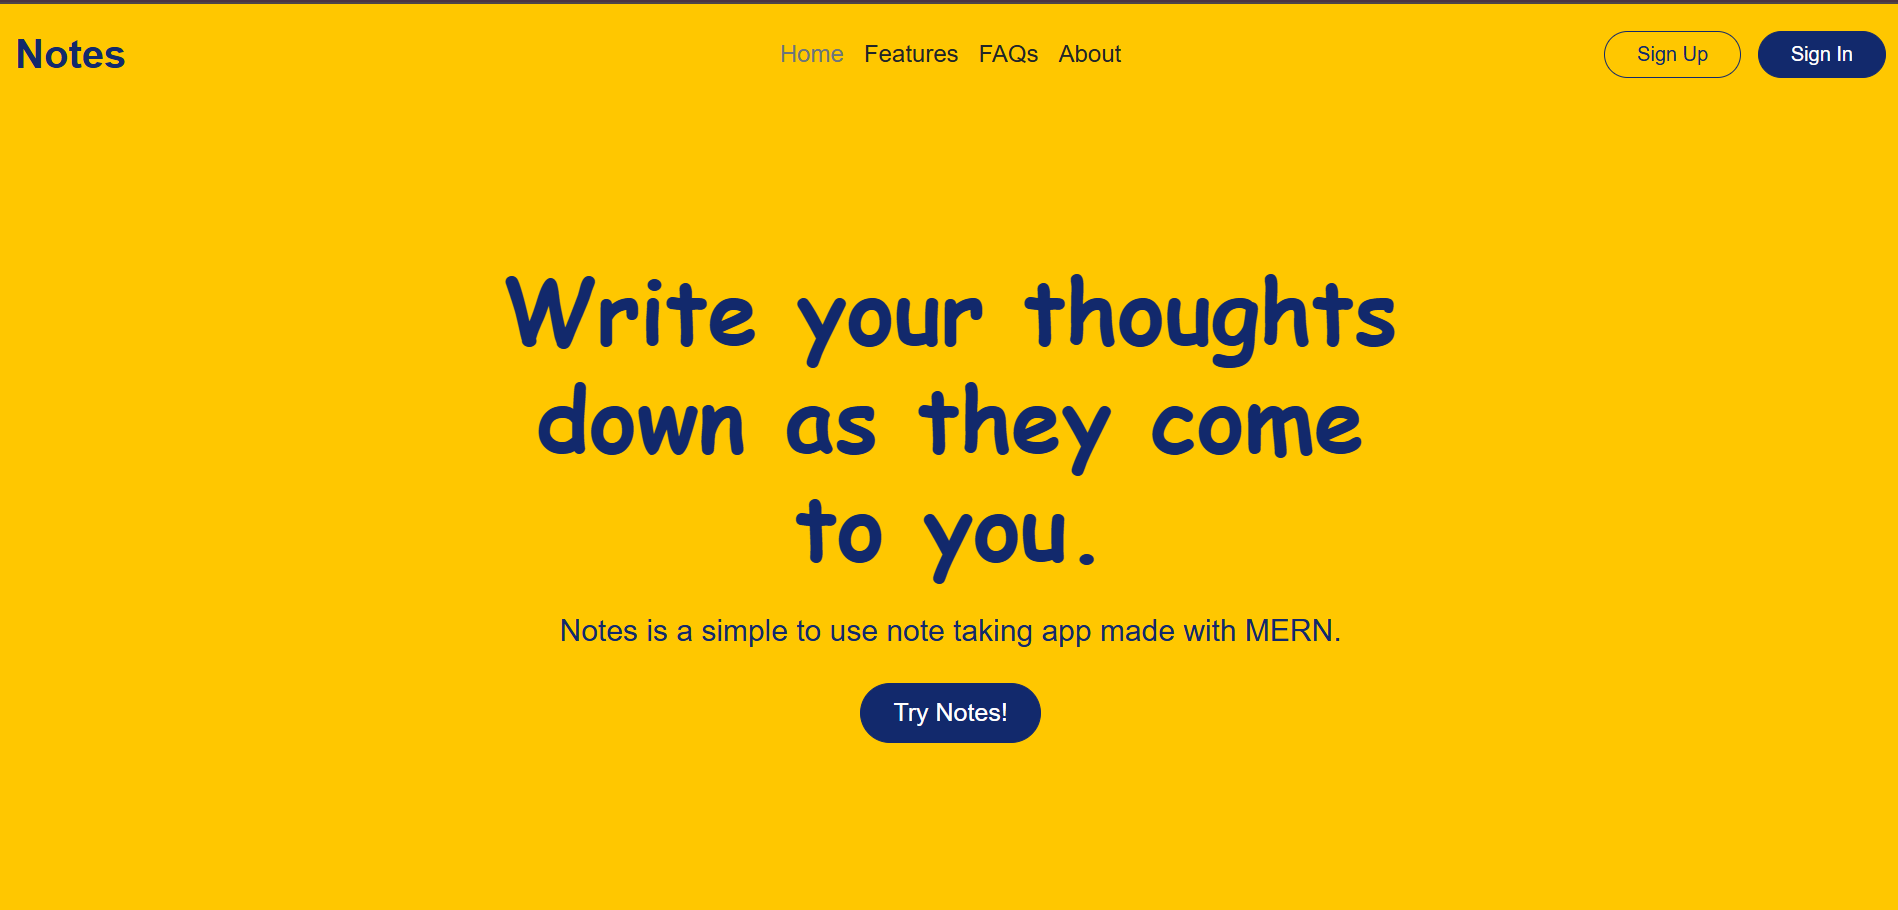 Notes
Home Features FAQs About
Sign Up Sign In
Write your thoughts
down as they come
to you.
Notes is a simple to use note taking app made with MERN.
Try Notes!